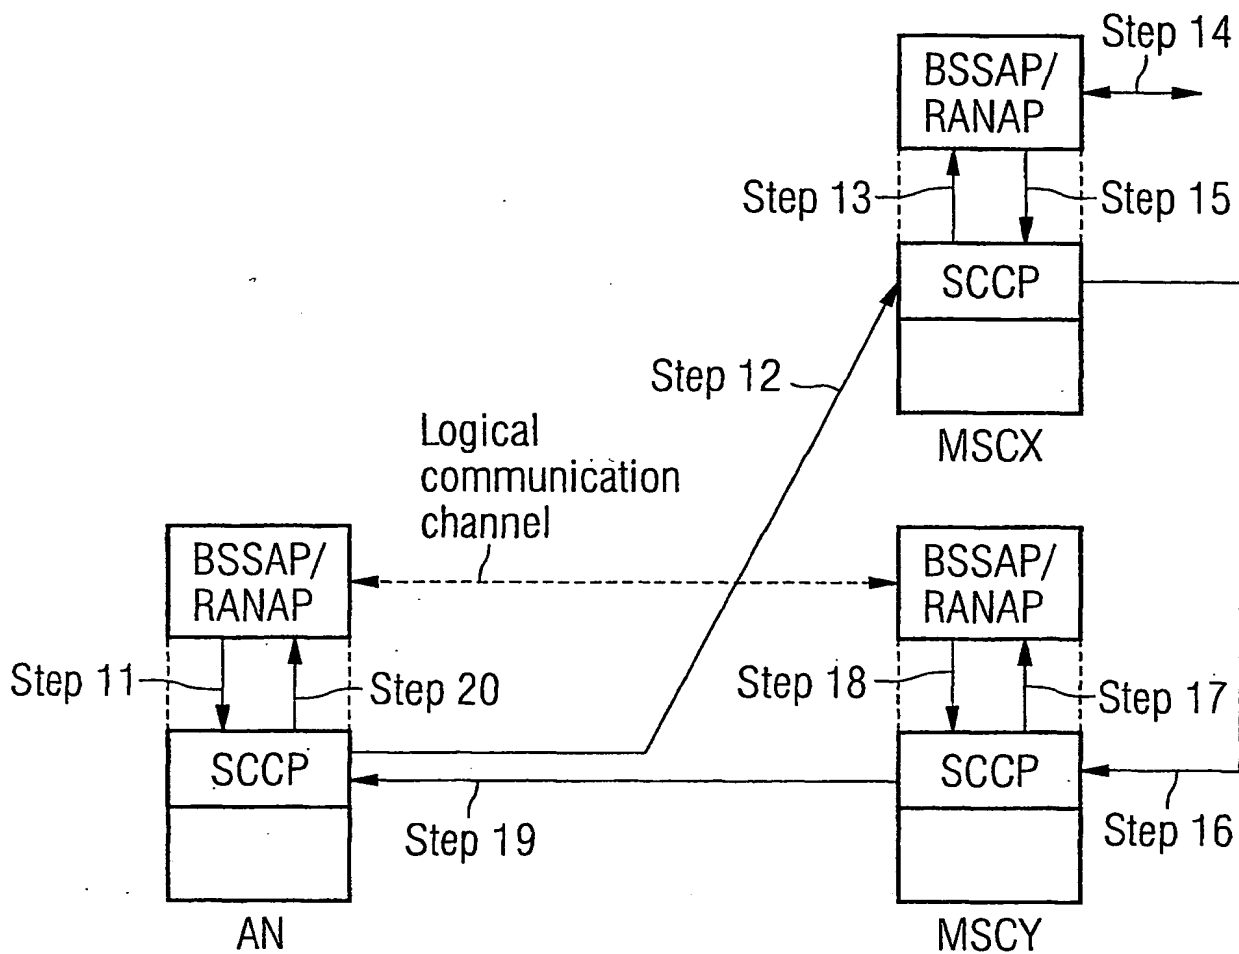 Step 14
BSSAP/
RANAP
Step 13
Step 15
SCCP
Step 12
MSCX
Logical
communication
channel
BSSAP/
RANAP
BSSAP/
RANAP
Step 11
Step 20
Step 18
Step 17
SCCP
SCCP
Step 19
Step 16
AN
MSCY